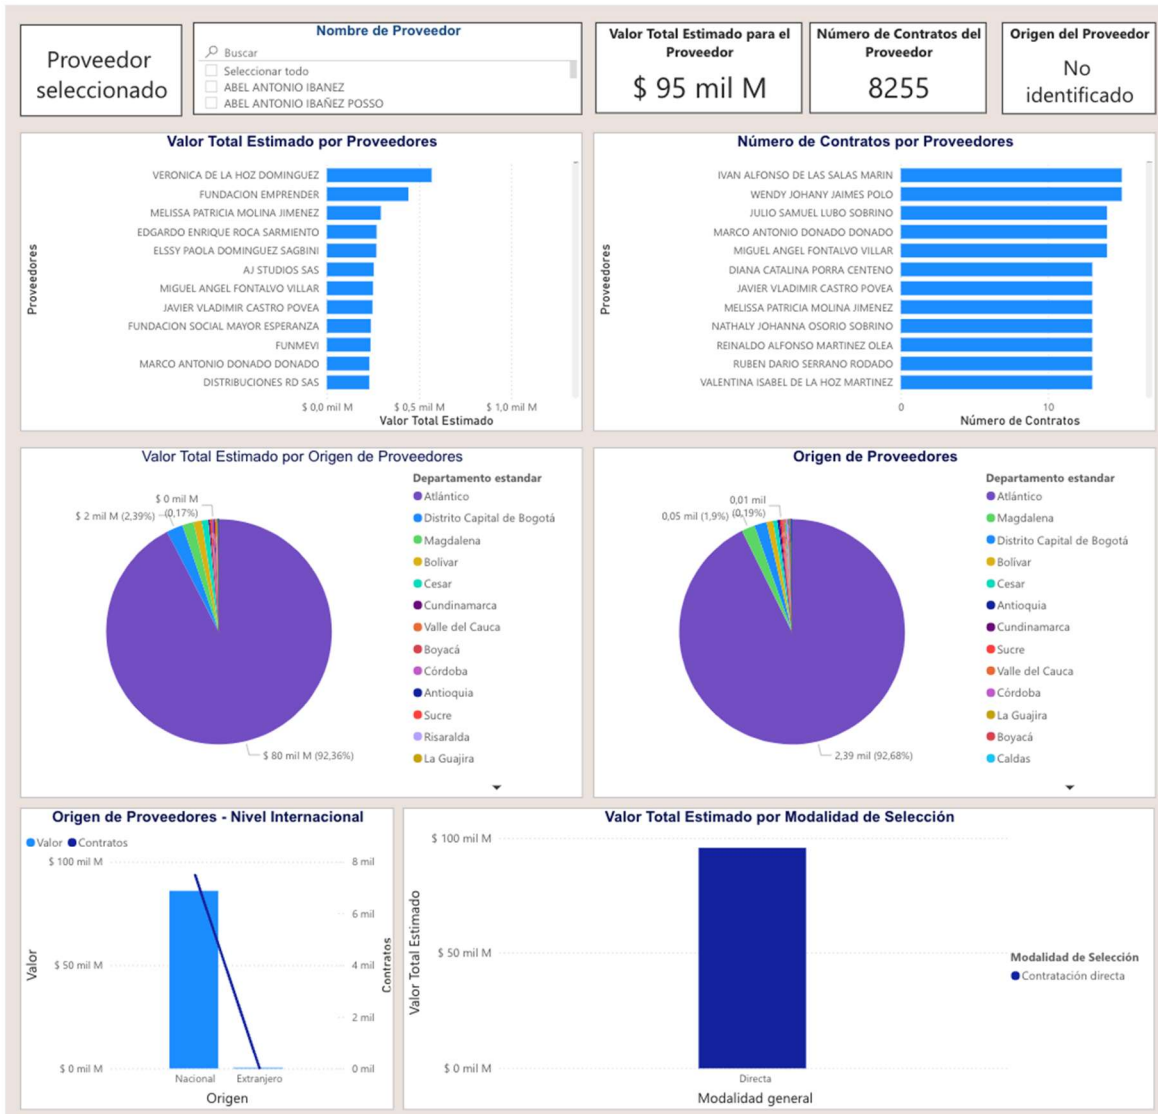 Proveedor
seleccionado
Nombre de Proveedor
Buscar
Seleccionar todo
ABEL ANTONIO IBANEZ
ABEL ANTONIO IBAÑEZ POSSO
Valor Total Estimado para el
Proveedor
$ 95 mil M
Número de Contratos del
Proveedor
8255
Origen del Proveedor
No
identificado
Valor Total Estimado por Proveedores
Proveedores
VERONICA DE LA HOZ DOMINGUEZ
FUNDACION EMPRENDER
MELISSA PATRICIA MOLINA JIMENEZ
EDGARDO ENRIQUE ROCA SARMIENTO
ELSSY PAOLA DOMINGUEZ SAGBINI
AJ STUDIOS SAS
MIGUEL ANGEL FONTALVO VILLAR
JAVIER VLADIMIR CASTRO POVEA
FUNDACION SOCIAL MAYOR ESPERANZA
FUNMEVI
MARCO ANTONIO DONADO DONADO
DISTRIBUCIONES RD SAS
$ 0,0 mil M $ 0,5 mil M $ 1,0 mil M
Valor Total Estimado
Número de Contratos por Proveedores
Proveedores
IVAN ALFONSO DE LAS SALAS MARIN
WENDY JOHANY JAIMES POLO
JULIO SAMUEL LUBO SOBRINO
MARCO ANTONIO DONADO DONADO
MIGUEL ANGEL FONTALVO VILLAR
DIANA CATALINA PORRA CENTENO
JAVIER VLADIMIR CASTRO POVEA
MELISSA PATRICIA MOLINA JIMENEZ
NATHALY JOHANNA OSORIO SOBRINO
REINALDO ALFONSO MARTINEZ OLEA
RUBEN DARIO SERRANO RODADO
VALENTINA ISABEL DE LA HOZ MARTINEZ
0 10
Número de Contratos
Valor Total Estimado por Origen de Proveedores
$ 0 mil M
(0,17%)
$ 2 mil M (2,39%)
$ 80 mil M (92,36%)
Departamento estandar
Atlántico
Distrito Capital de Bogotá
Magdalena
Bolívar
Cesar
Cundinamarca
Valle del Cauca
Boyacá
Córdoba
Antioquia
Sucre
Risaralda
La Guajira
Origen de Proveedores
0,01 mil
(0,19%)
0,05 mil (1,9%)
2,39 mil (92,68%)
Departamento estandar
Atlántico
Magdalena
Distrito Capital de Bogotá
Bolívar
Cesar
Antioquia
Cundinamarca
Sucre
Valle del Cauca
Córdoba
La Guajira
Boyacá
Caldas
Origen de Proveedores - Nivel Internacional
Valor Contratos
$ 100 mil M
$ 50 mil M
$ 0 mil M
Valor
8 mil
6 mil
4 mil
2 mil
0 mil
Contratos
Nacional Extranjero
Origen
Valor Total Estimado por Modalidad de Selección
Valor Total Estimado
$ 100 mil M
$ 50 mil M
$ 0 mil M
Directa
Modalidad general
Modalidad de Selección
Contratación directa